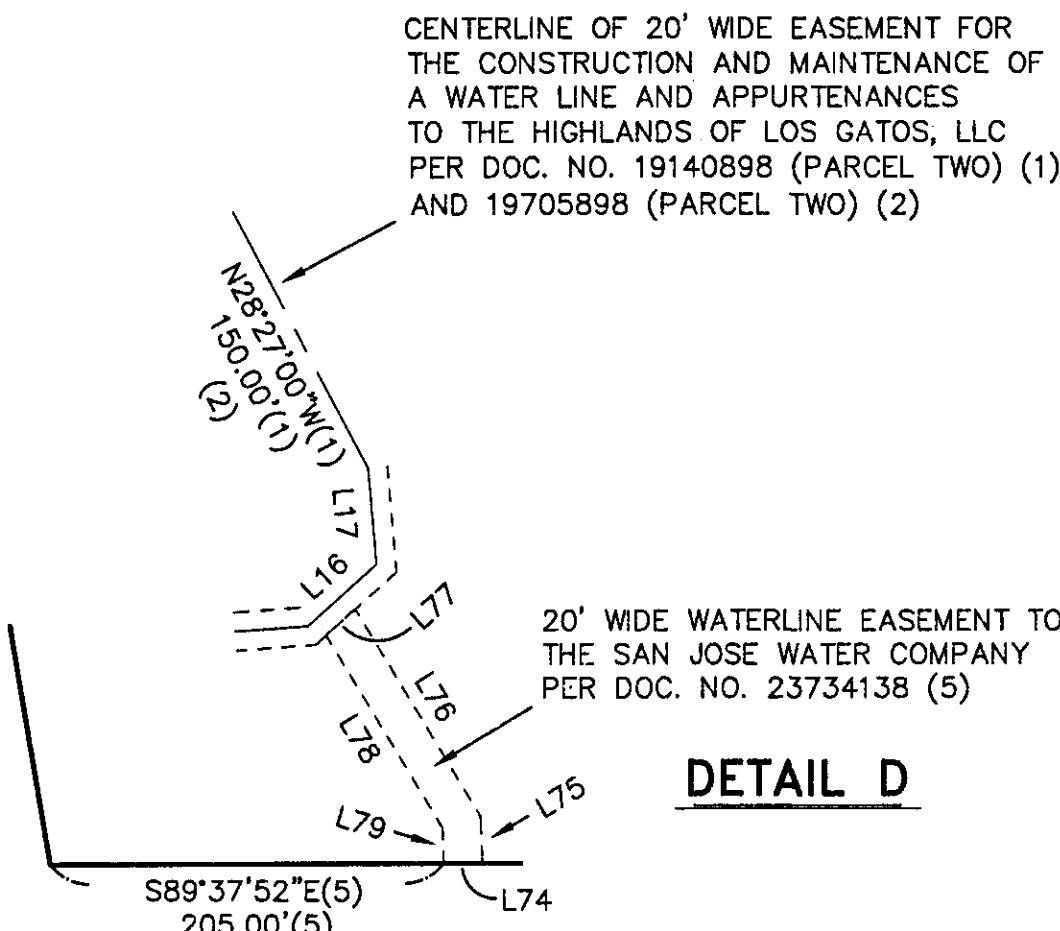 CENTERLINE OF 20' WIDE EASEMENT FOR
THE CONSTRUCTION AND MAINTENANCE OF
A WATER LINE AND APPURTENANCES
TO THE HIGHLANDS OF LOS GATOS, LLC
PER DOC. NO. 19140898 (PARCEL TWO) (1)
AND 19705898 (PARCEL TWO) (2)
N28°27'00"W(1)
150.00'(1)
(2)
L17
L16
L77
20' WIDE WATERLINE EASEMENT TO
THE SAN JOSE WATER COMPANY
PER DOC. NO. 23734138 (5)
L76
L78
DETAIL D
L75
L79
L74
S89°37'52"E(5)
205.00'(5)